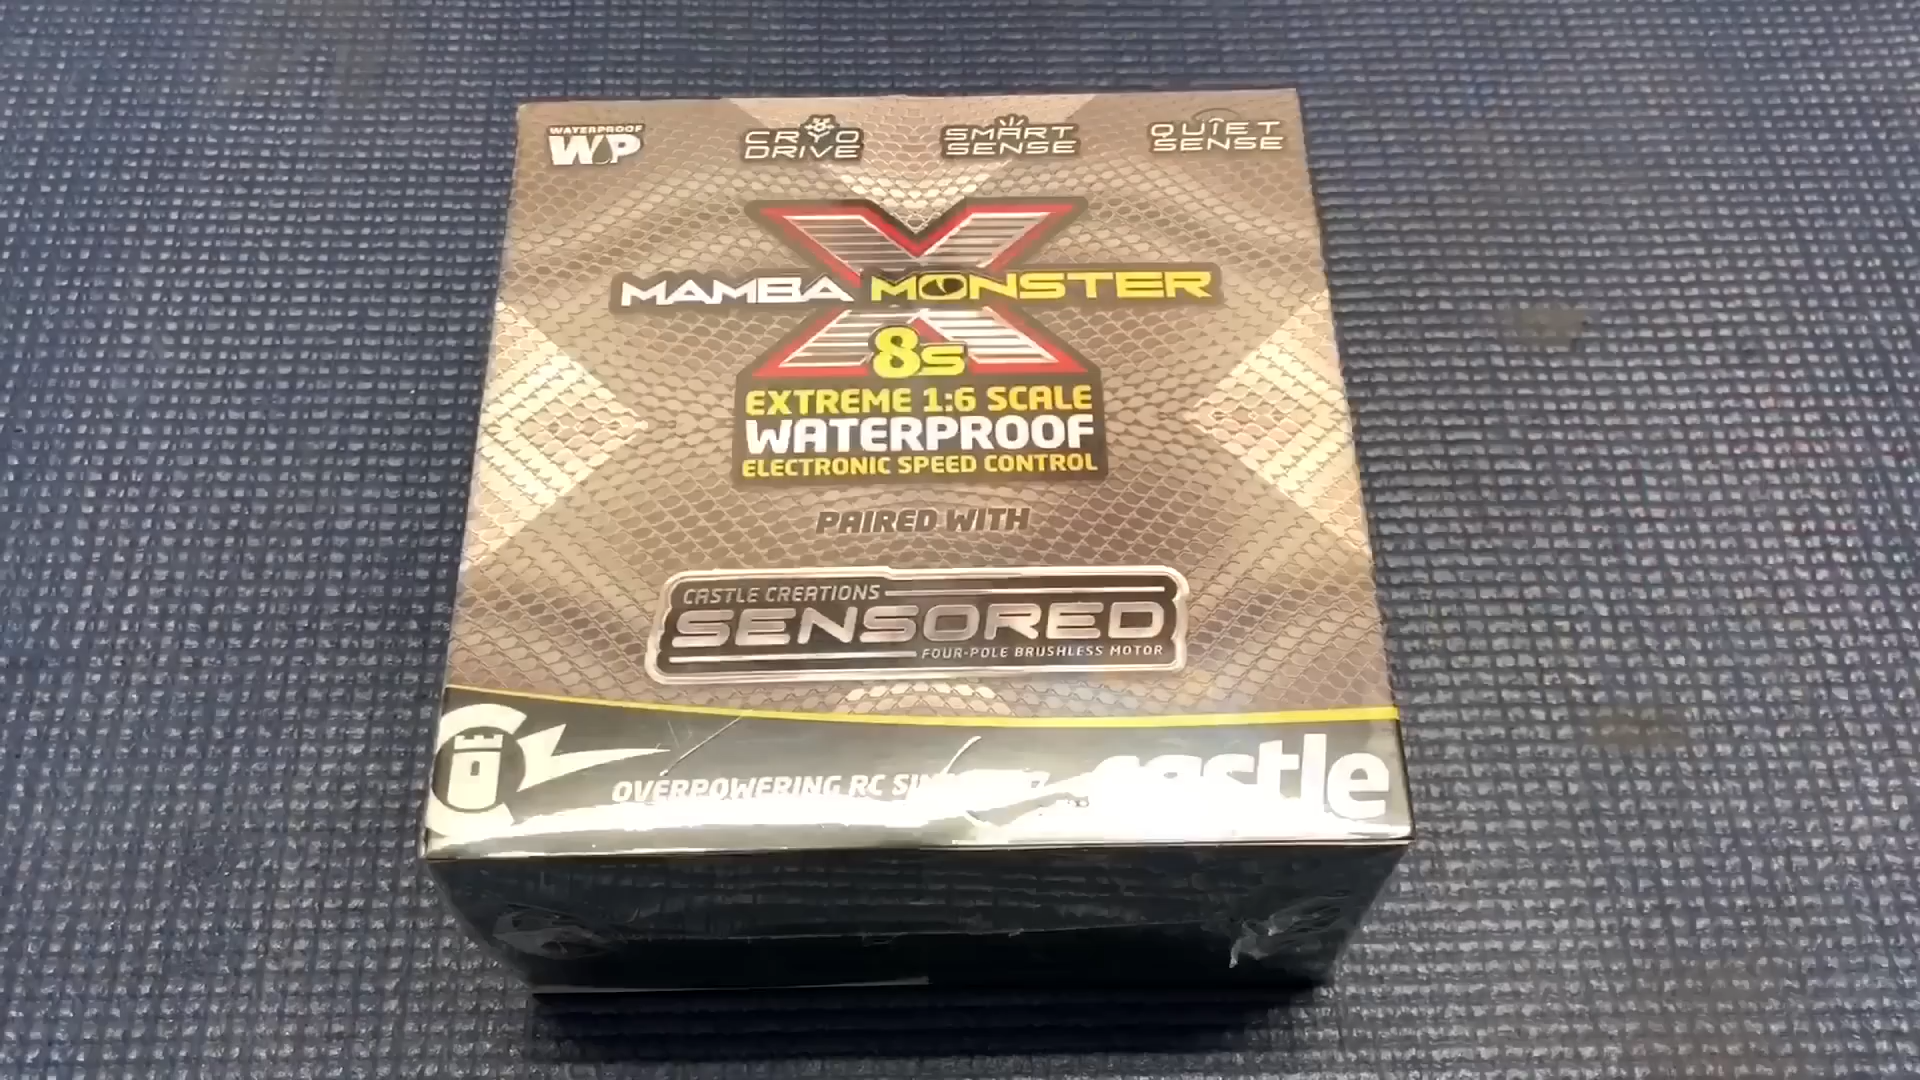 WATERPROOF
WP
CRYO
DRIVE
SMART
SENSE
QUIET
SENSE
X
MAMBA MONSTER
8S
EXTREME 1:6 SCALE
WATERPROOF
ELECTRONIC SPEED CONTROL
PAIRED WITH
CASTLE CREATIONS
SENSORED
FOUR-POLE BRUSHLESS MOTOR
OVERPOWERING RC
castle